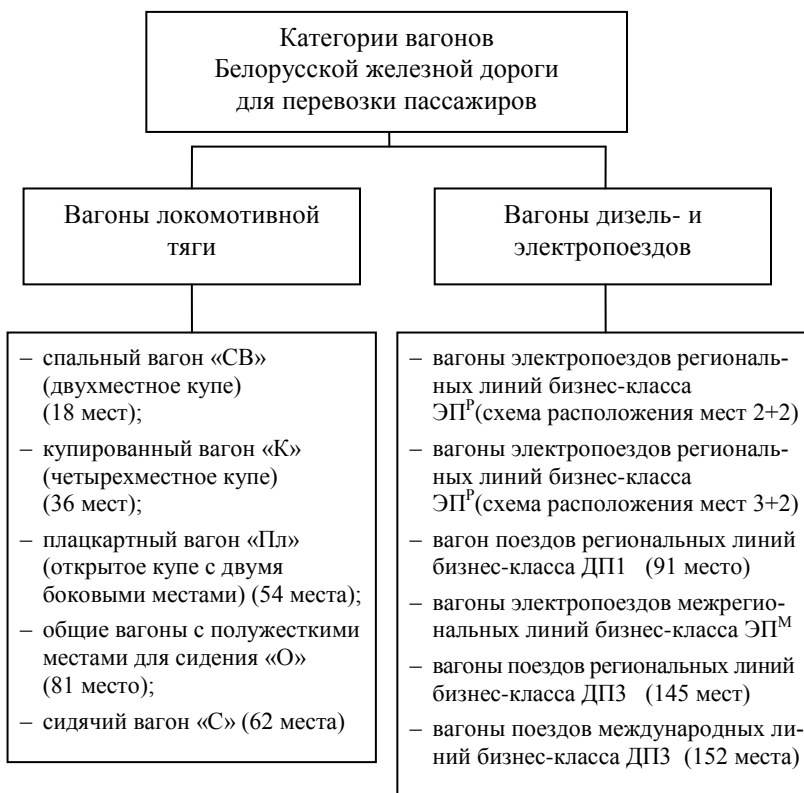 Категории вагонов
Белорусской железной дороги
для перевозки пассажиров
Вагоны локомотивной
тяги
Вагоны дизель- и
электропоездов
– спальный вагон «СВ»
(двухместное купе)
(18 мест);
– купированный вагон «К»
(четырехместное купе)
(36 мест);
– плацкартный вагон «Пл»
(открытое купе с двумя
боковыми местами) (54 места);
– общие вагоны с полужесткими
местами для сидения «О»
(81 место);
– сидячий вагон «С» (62 места)
– вагоны электропоездов региональ-
ных линий бизнес-класса
ЭПᴾ(схема расположения мест 2+2)
– вагоны электропоездов региональ-
ных линий бизнес-класса
ЭПᴾ(схема расположения мест 3+2)
– вагон поездов региональных линий
бизнес-класса ДП1 (91 место)
– вагоны электропоездов межрегио-
нальных линий бизнес-класса ЭПᴹ
– вагоны поездов региональных линий
бизнес-класса ДП3 (145 мест)
– вагоны поездов международных ли-
ний бизнес-класса ДП3 (152 места)